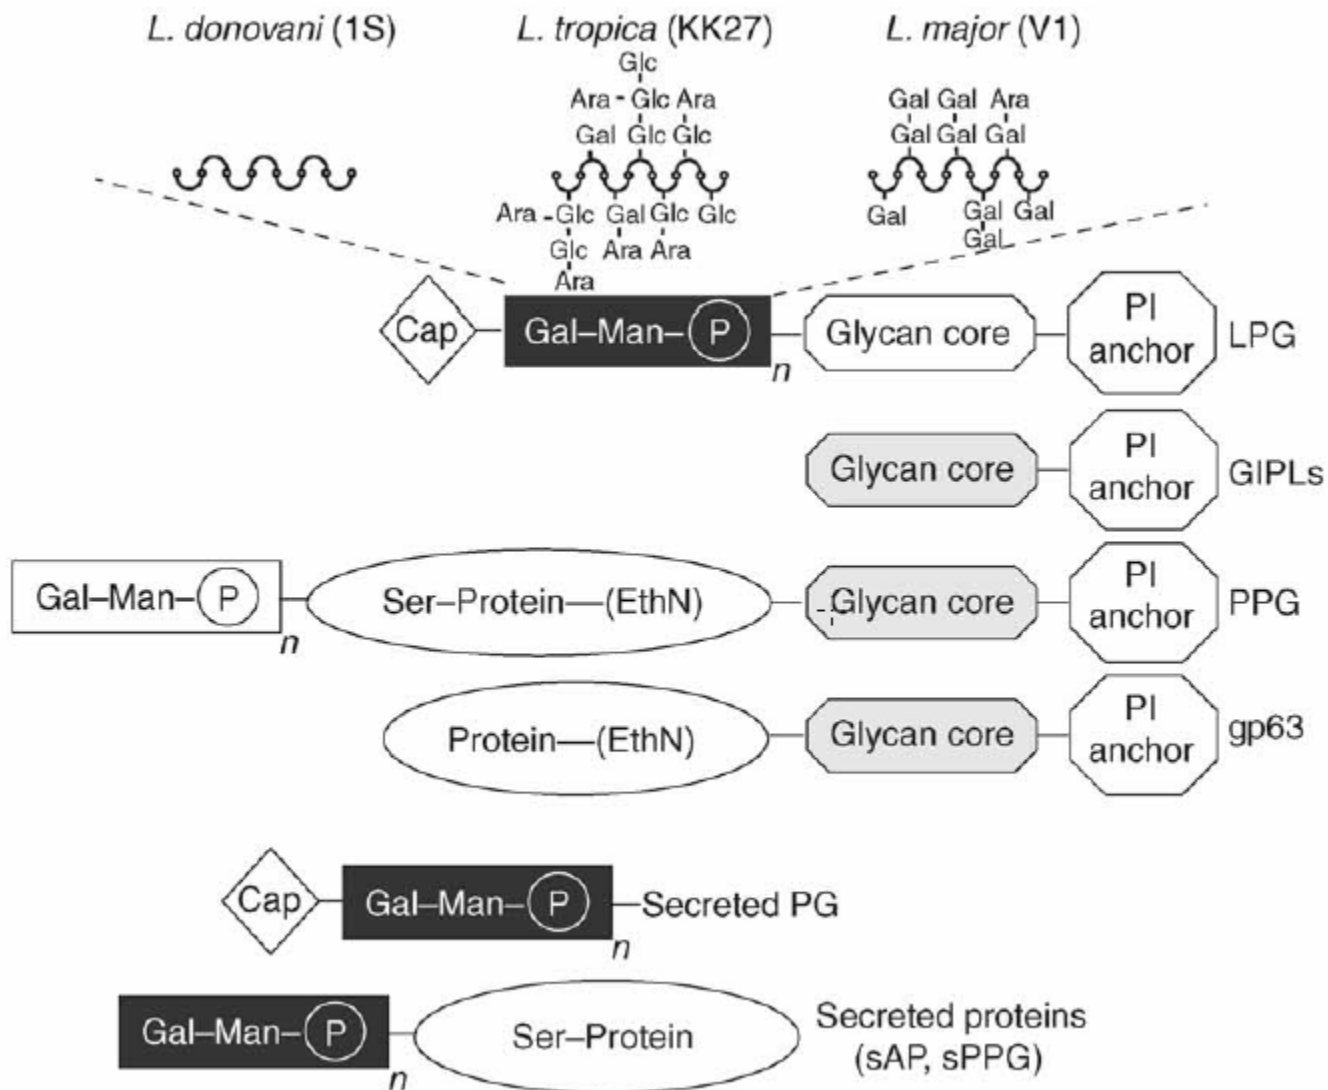 L. donovani (1S) L. tropica (KK27) L. major (V1)
Glc
Ara - Glc Ara Gal Gal Ara
Gal Glc Glc Gal Gal Gal
Ara - Glc Gal Glc Glc Gal Gal Gal
Glc Ara Ara Gal
Ara
Cap Gal–Man–P n Glycan core PI anchor LPG
Glycan core PI anchor GIPLs
Gal–Man–P n Ser–Protein—(EthN) Glycan core PI anchor PPG
Protein—(EthN) Glycan core PI anchor gp63
Cap Gal–Man–P n Secreted PG
Gal–Man–P n Ser–Protein Secreted proteins
(sAP, sPPG)